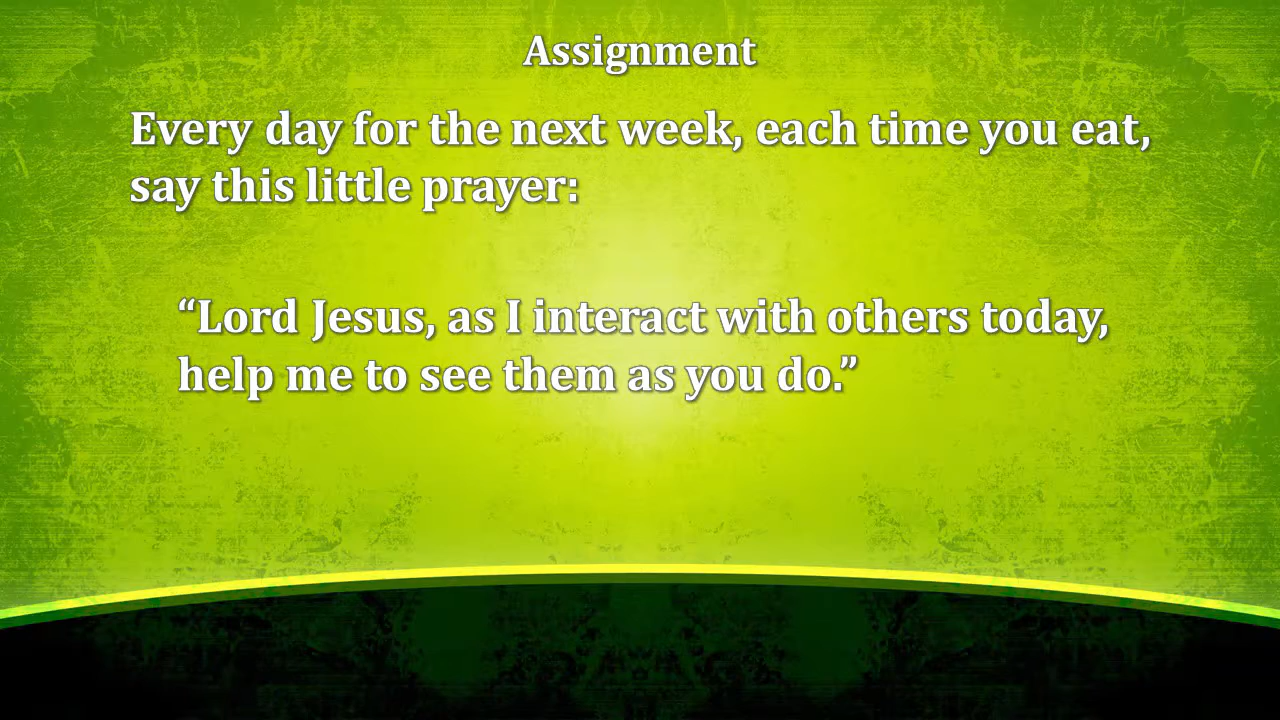 Assignment
Every day for the next week, each time you eat,
say this little prayer:
“Lord Jesus, as I interact with others today,
help me to see them as you do.”